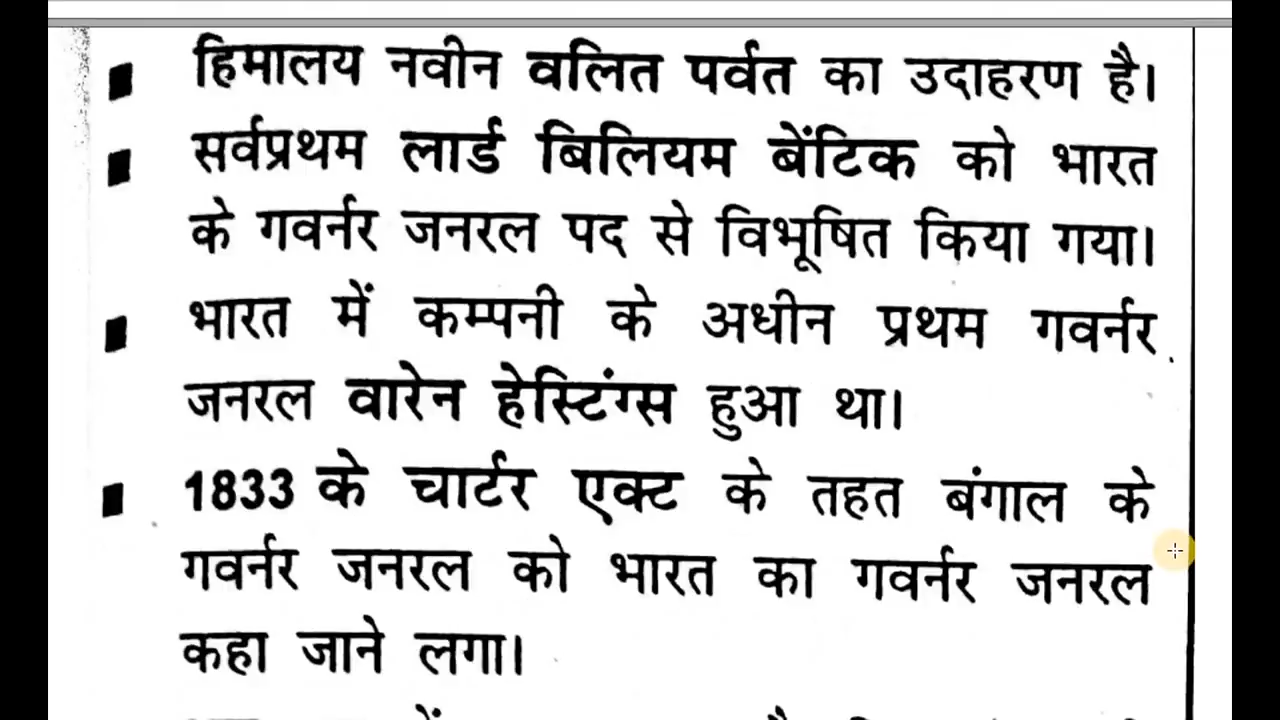 ▪ हिमालय नवीन वलित पर्वत का उदाहरण है।
▪ सर्वप्रथम लार्ड बिलियम बेंटिक को भारत
के गवर्नर जनरल पद से विभूषित किया गया।
▪ भारत में कम्पनी के अधीन प्रथम गवर्नर
जनरल वारेन हेस्टिंग्स हुआ था।
▪ 1833 के चार्टर एक्ट के तहत बंगाल के
गवर्नर जनरल को भारत का गवर्नर जनरल
कहा जाने लगा।